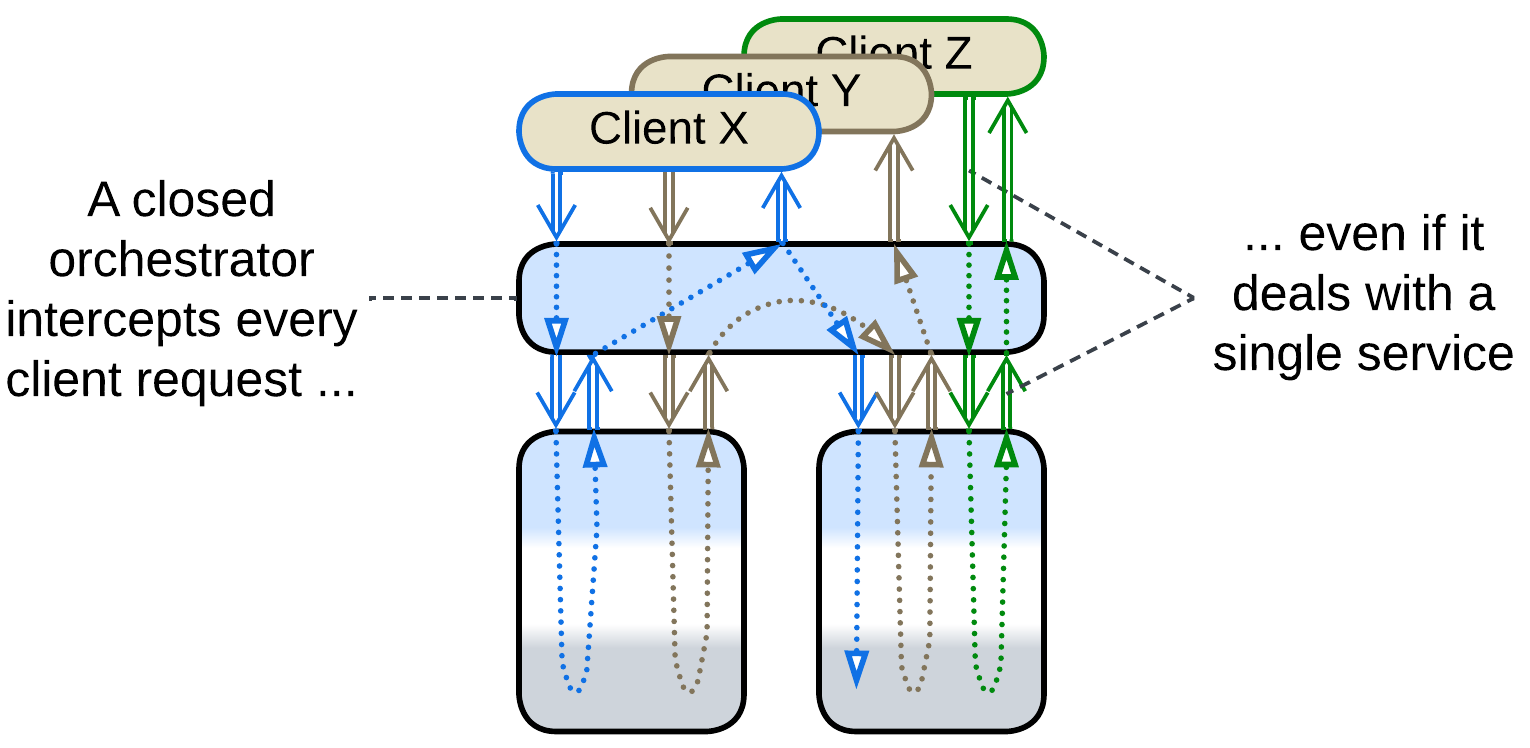 Client Z
Client Y
Client X
A closed
orchestrator
intercepts every
client request ...
... even if it
deals with a
single service